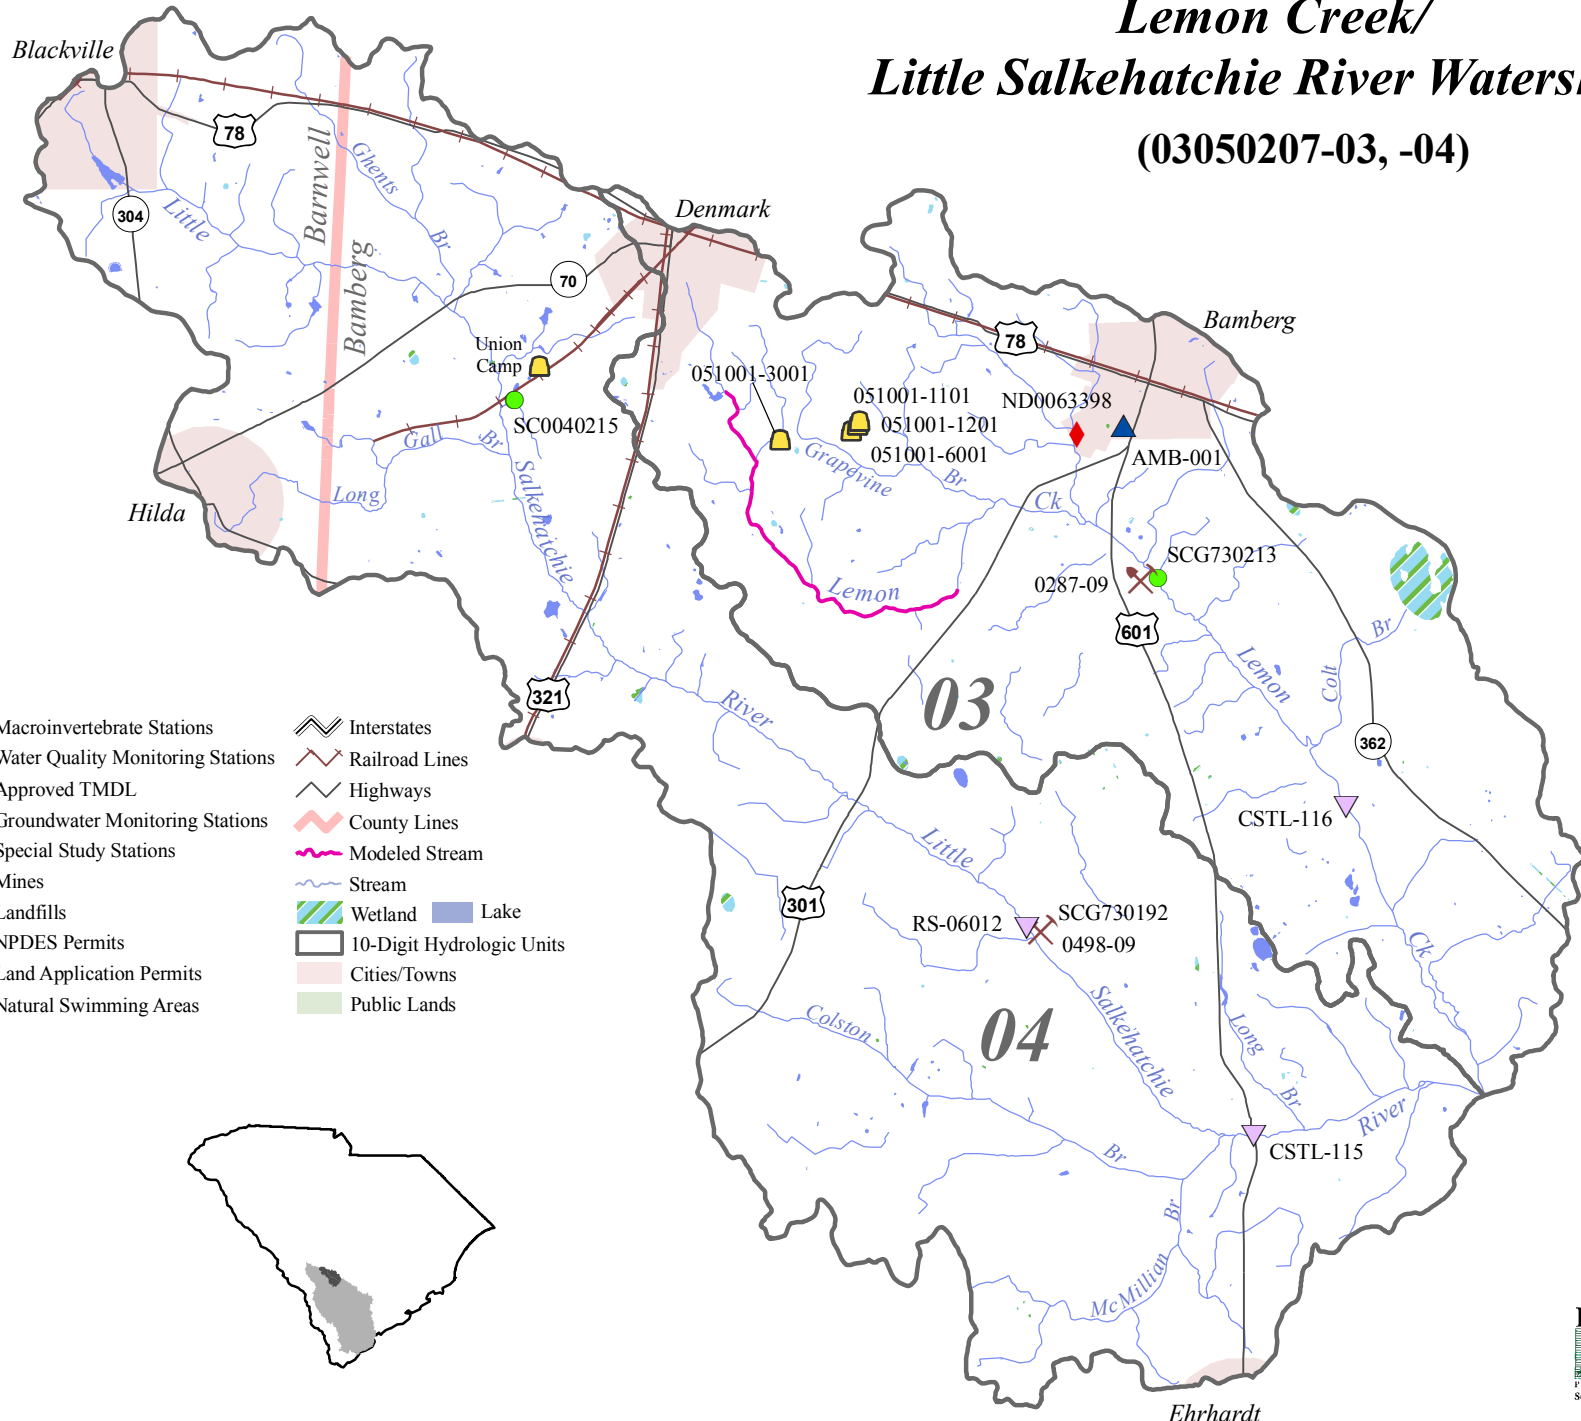 Lemon Creek/
Little Salkehatchie River
(03050207-03, -04)
Blackville
78
304
Little
Barnwell
Bamberg
Ghents
Br
70
Denmark
Union
Camp
SC0040215
Gall
Br
Long
Hilda
Salkehatchie
321
78
Bamberg
051001-3001
051001-1101
051001-1201
051001-6001
ND0063398
AMB-001
Grapevine
Br
Ck
Lemon
SCG730213
0287-09
601
Lemon
Colt
Br
362
03
River
CSTL-116
Ck
Little
301
RS-06012
SCG730192
0498-09
Salkehatchie
04
Colston
Br
Long
Br
River
CSTL-115
Br
McMillian
Ehrhardt
Macroinvertebrate Stations
Water Quality Monitoring Stations
Approved TMDL
Groundwater Monitoring Stations
Special Study Stations
Mines
Landfills
NPDES Permits
Land Application Permits
Natural Swimming Areas
Interstates
Railroad Lines
Highways
County Lines
Modeled Stream
Stream
Wetland Lake
10-Digit Hydrologic Units
Cities/Towns
Public Lands